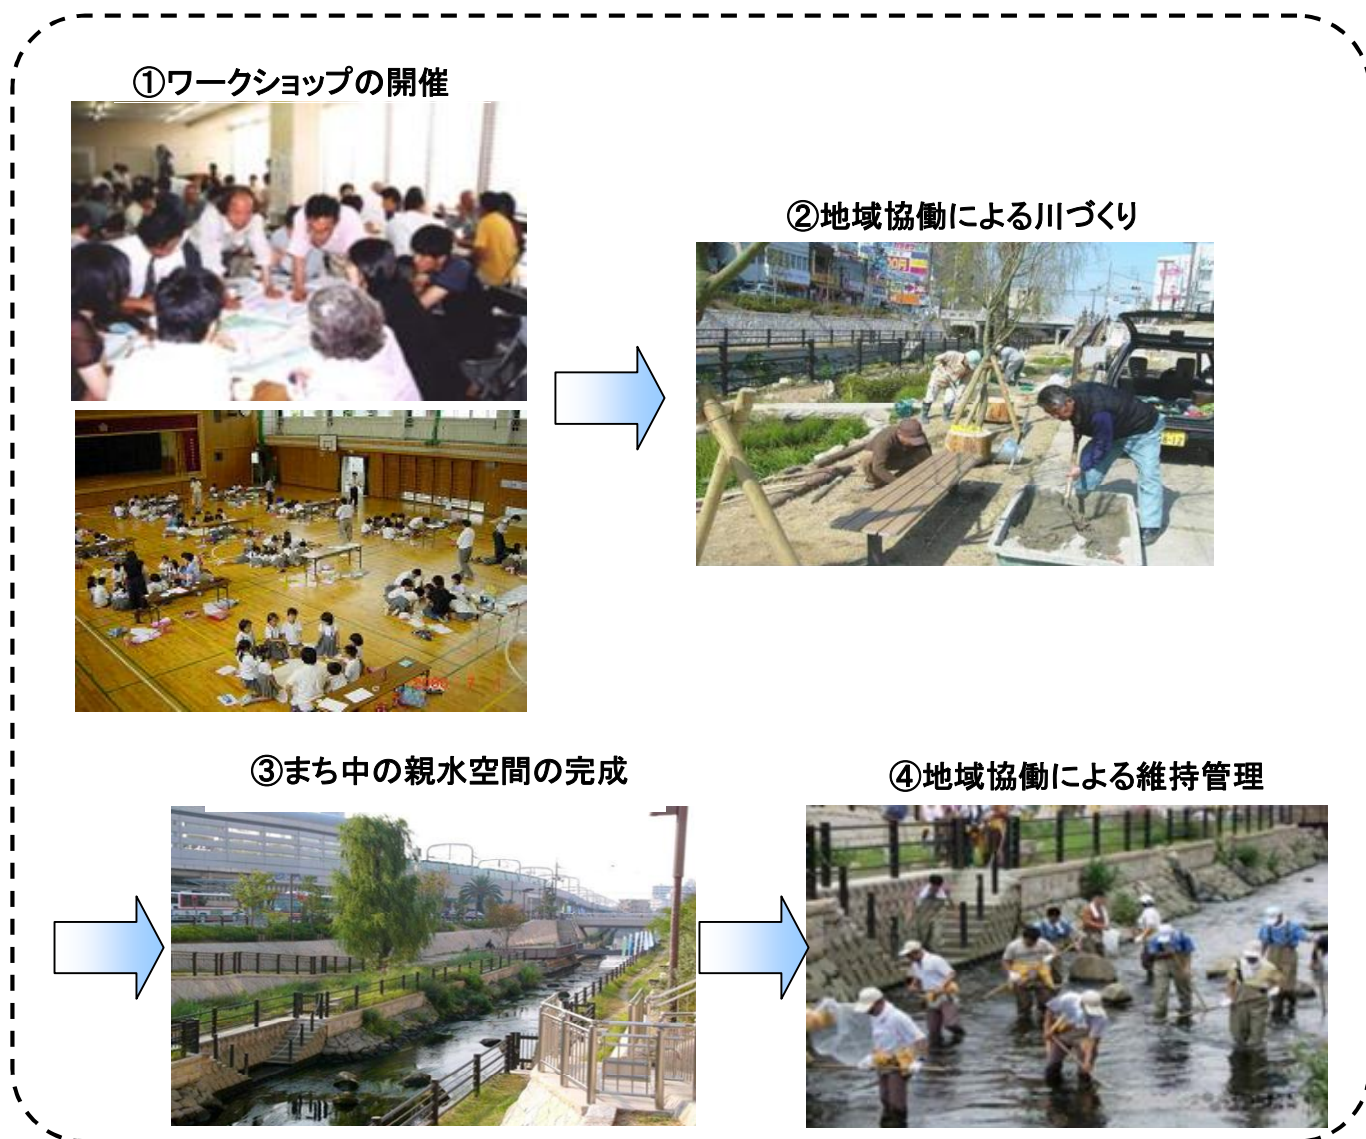 ①ワークショップの開催
②地域協働による川づくり
③まち中の親水空間の完成
④地域協働による維持管理